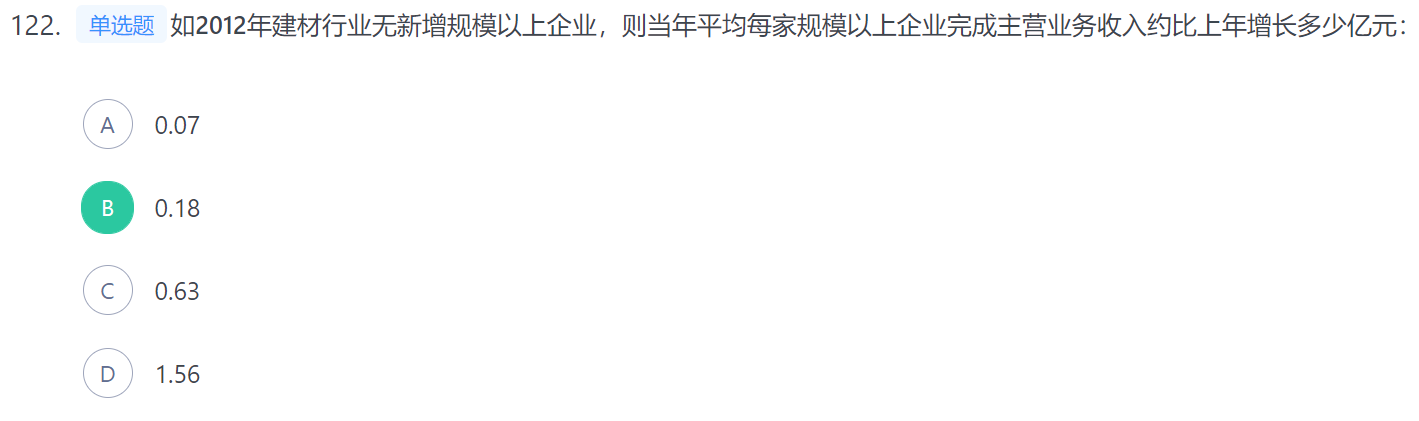 122. 单选题 如2012年建材行业无新增规模以上企业，则当年平均每家规模以上企业完成主营业务收入约比上年增长多少亿元：
A 0.07
B 0.18
C 0.63
D 1.56